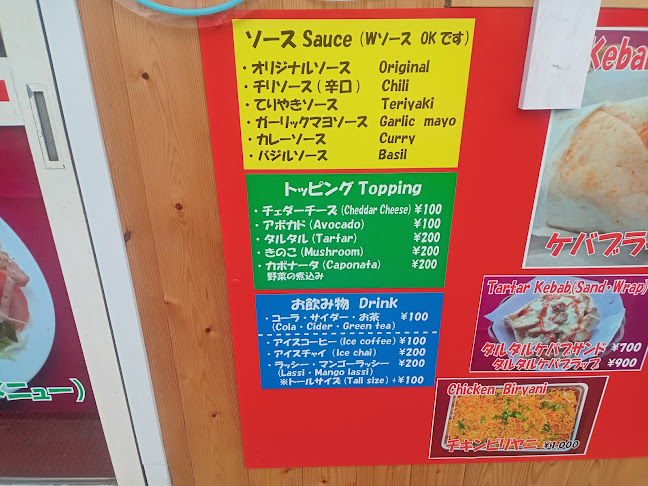 ソース Sauce (Wソース OKです)
・オリジナルソース Original
・チリソース(辛口) Chili
・てりやきソース Teriyaki
・ガーリックマヨソース Garlic mayo
・カレーソース Curry
・バジルソース Basil
トッピング Topping
・チェダーチーズ(Cheddar Cheese) ¥100
・アボカド(Avocado) ¥100
・タルタル(Tartar) ¥200
・きのこ(Mushroom) ¥200
・カポナータ(Caponata) ¥200
野菜の煮込み
お飲み物 Drink
・コーラ・サイダー・お茶 ¥100
(Cola・Cider・Green tea)
・アイスコーヒー(Ice coffee) ¥100
・アイスチャイ (Ice chai) ¥200
・ラッシー・マンゴーラッシー ¥200
(Lassi・Mango lassi)
※トールサイズ(Tall size) +¥100
Kebab
ケバブラ
Tartar Kebab(Sand・Wrap)
タルタルケバブサンド ¥700
タルタルケバブラップ ¥900
Chicken Biryani
チキンビリヤニ ¥1,000
メニュー)